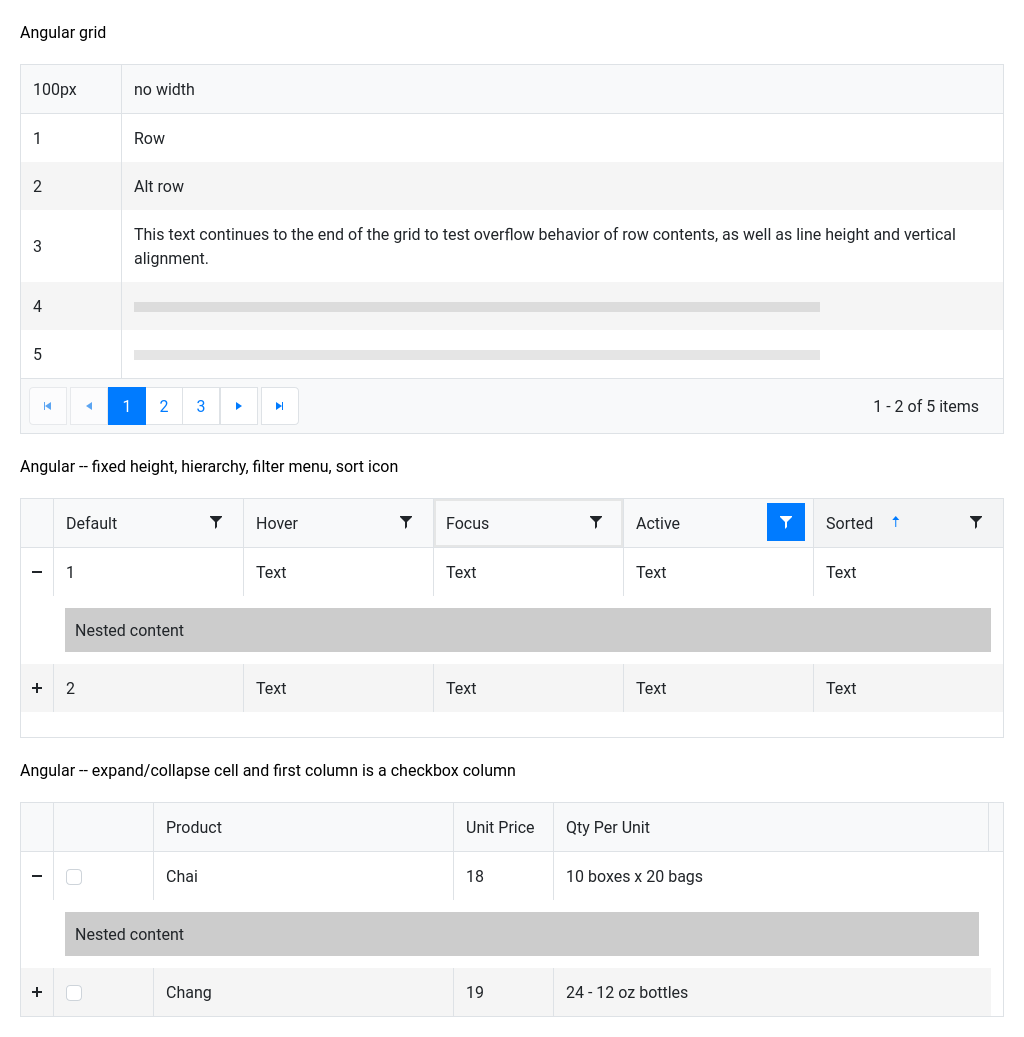 Angular grid
100px no width
1 Row
2 Alt row
3 This text continues to the end of the grid to test overflow behavior of row contents, as well as line height and vertical
alignment.
4
5
1 2 3 1 - 2 of 5 items
Angular -- fixed height, hierarchy, filter menu, sort icon
Default Hover Focus Active Sorted
1 Text Text Text Text
Nested content
2 Text Text Text Text
Angular -- expand/collapse cell and first column is a checkbox column
Product Unit Price Qty Per Unit
Chai 18 10 boxes x 20 bags
Nested content
Chang 19 24 - 12 oz bottles